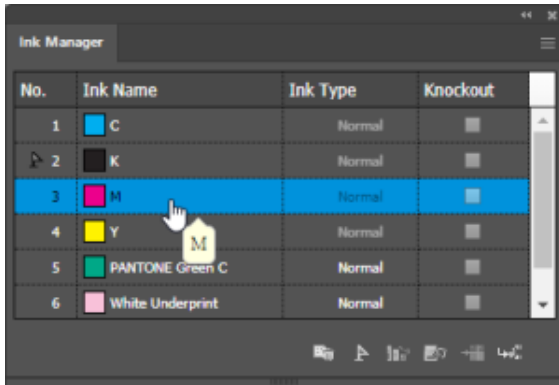 Ink Manager
No. Ink Name Ink Type Knockout
1 C Normal
2 K Normal
3 M Normal
M
4 Y Normal
5 PANTONE Green C Normal
6 White Underprint Normal